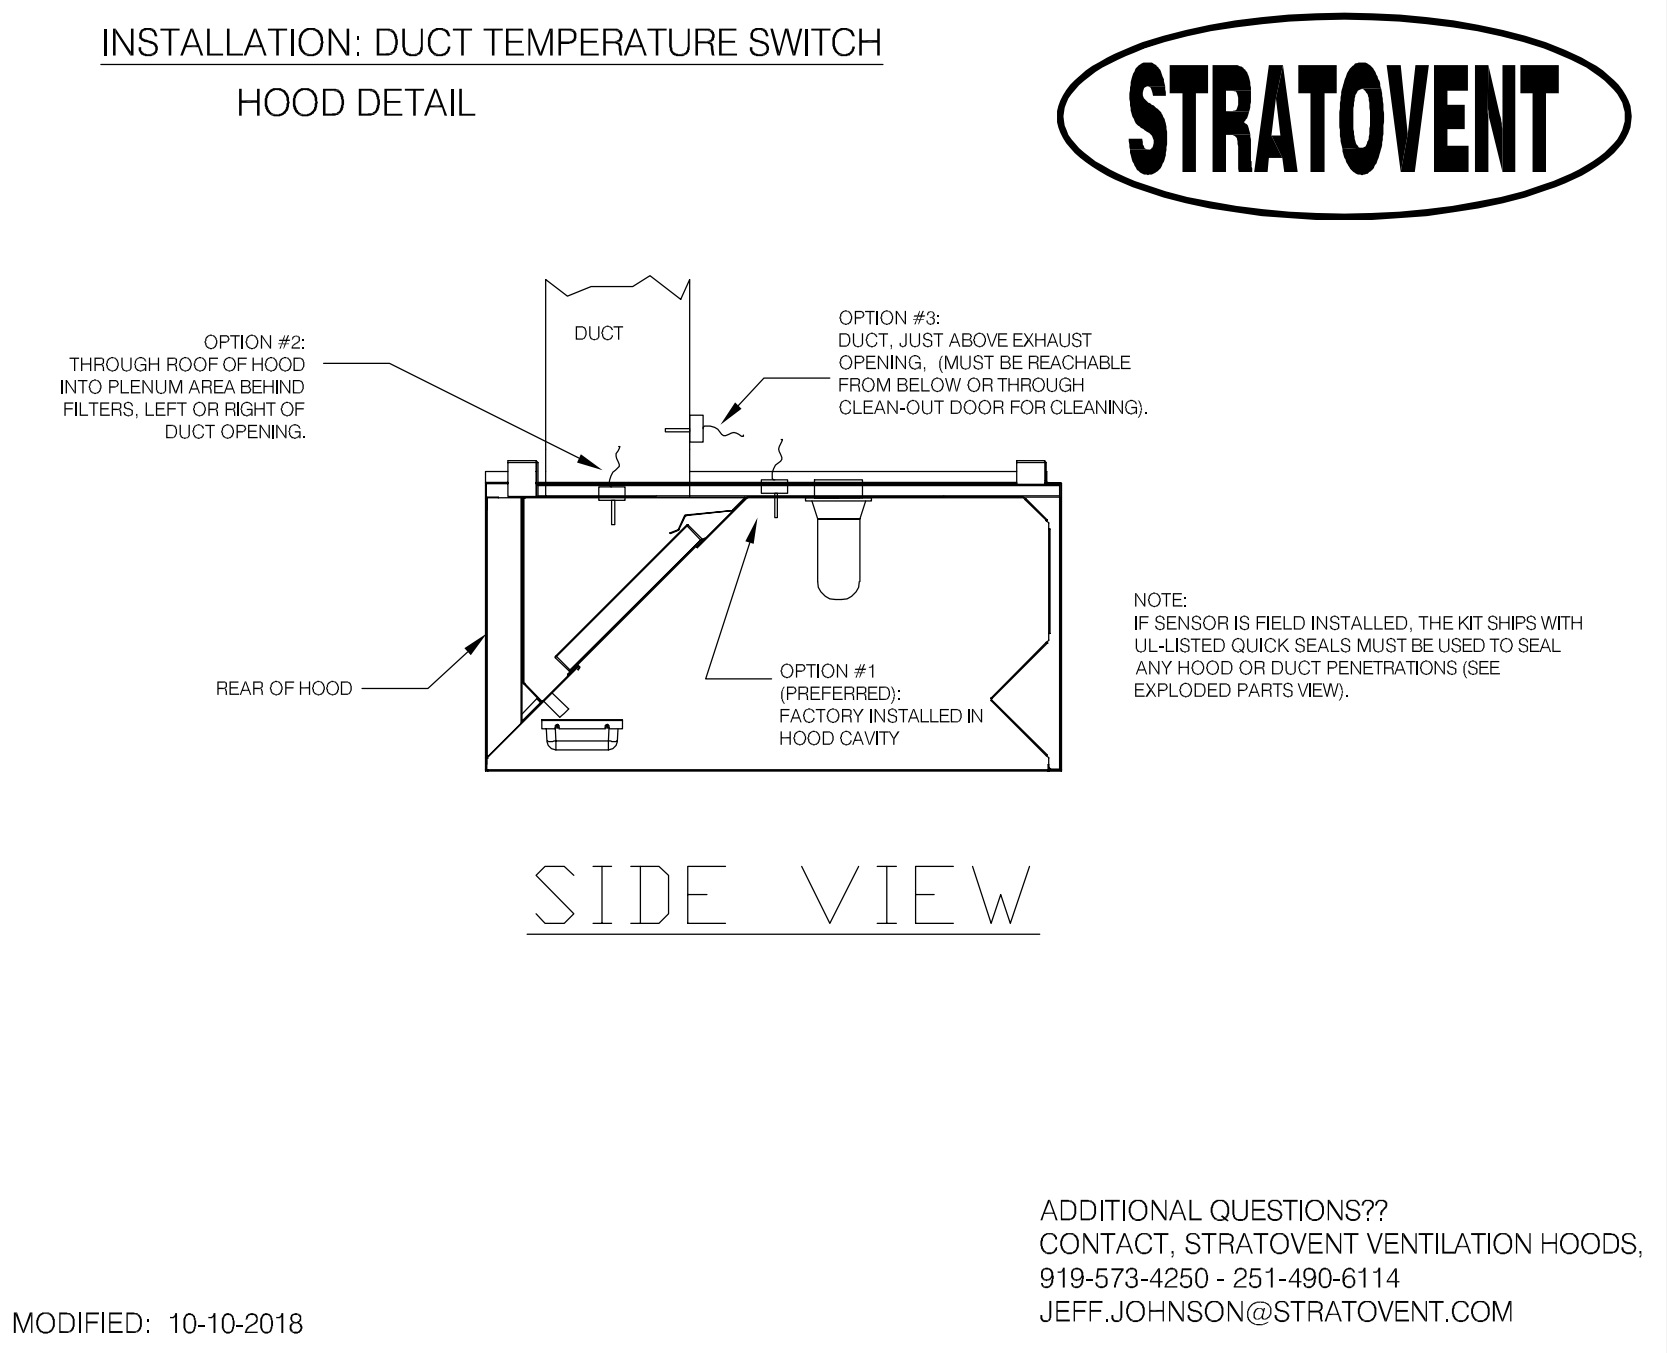 INSTALLATION: DUCT TEMPERATURE SWITCH
HOOD DETAIL
STRATOVENT
OPTION #2:
THROUGH ROOF OF HOOD
INTO PLENUM AREA BEHIND
FILTERS, LEFT OR RIGHT OF
DUCT OPENING.
DUCT
OPTION #3:
DUCT, JUST ABOVE EXHAUST
OPENING, (MUST BE REACHABLE
FROM BELOW OR THROUGH
CLEAN-OUT DOOR FOR CLEANING).
REAR OF HOOD
OPTION #1
(PREFERRED):
FACTORY INSTALLED IN
HOOD CAVITY
NOTE:
IF SENSOR IS FIELD INSTALLED, THE KIT SHIPS WITH
UL-LISTED QUICK SEALS MUST BE USED TO SEAL
ANY HOOD OR DUCT PENETRATIONS (SEE
EXPLODED PARTS VIEW).
SIDE VIEW
ADDITIONAL QUESTIONS??
CONTACT, STRATOVENT VENTILATION HOODS,
919-573-4250 - 251-490-6114
JEFF.JOHNSON@STRATOVENT.COM
MODIFIED: 10-10-2018